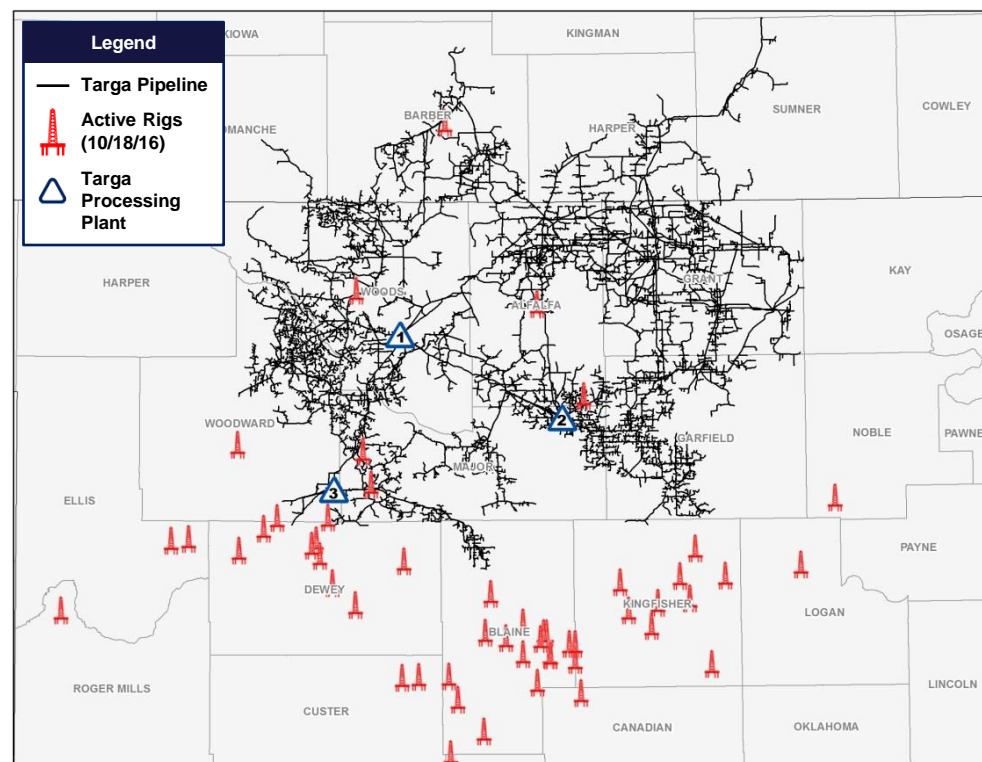 Legend
Targa Pipeline
Active Rigs
(10/18/16)
Targa
Processing
Plant
KIOWA
KINGMAN
BARBER
HARPER
SUMNER
COWLEY
OMANCHE
HARPER
WOODS
ALFALFA
GRANT
KAY
OSAGE
1
2
3
WOODWARD
MAJOR
GARFIELD
NOBLE
PAWNE
ELLIS
DEWEY
BLAINE
KINGFISHER
PAYNE
LOGAN
ROGER MILLS
CUSTER
CANADIAN
OKLAHOMA
LINCOLN